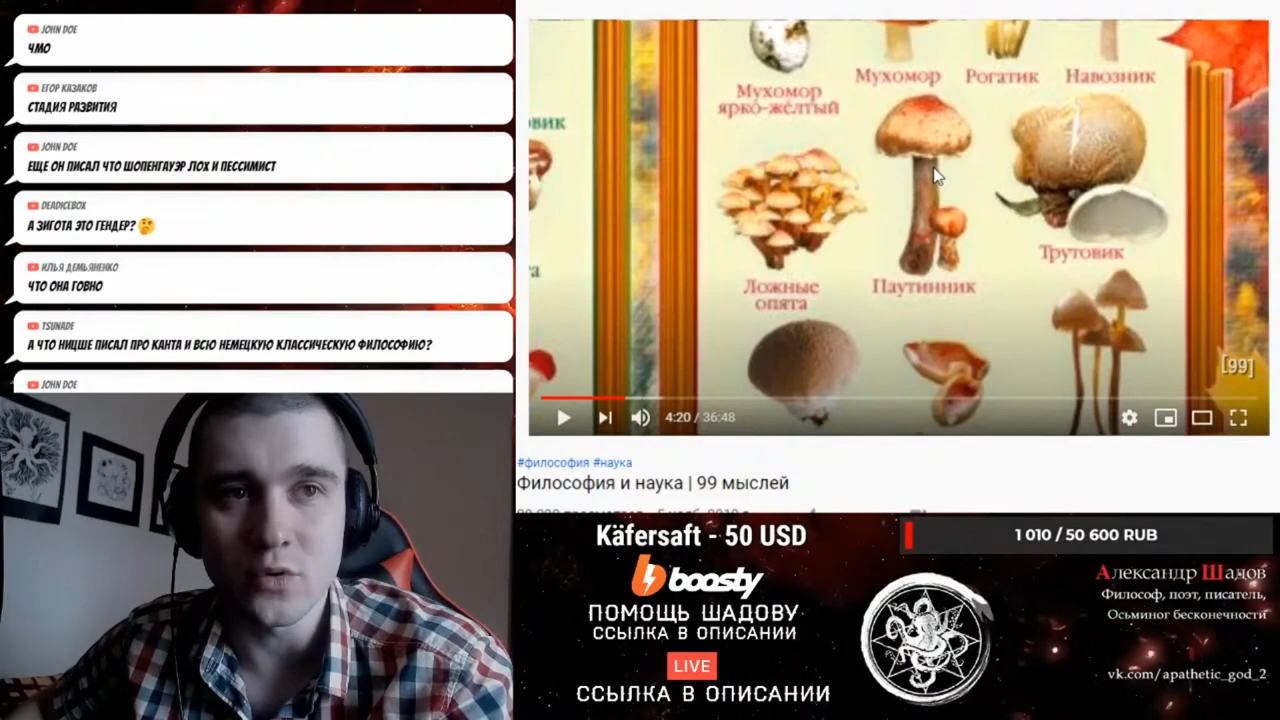 JOHN DOE
ЧМО
ЕГОР КАЗАКОВ
СТАДИЯ РАЗВИТИЯ
JOHN DOE
ЕЩЕ ОН ПИСАЛ ЧТО ШОПЕНГАУЭР ЛОХ И ПЕССИМИСТ
DEADICEBOX
А ЗИГОТА ЭТО ГЕНДЕР?
ИЛЬЯ ДЕМЬЯНЕНКО
ЧТО ОНА ГОВНО
TSUNADE
А ЧТО НИЦШЕ ПИСАЛ ПРО КАНТА И ВСЮ НЕМЕЦКУЮ КЛАССИЧЕСКУЮ ФИЛОСОФИЮ?
JOHN DOE
Мухомор
ярко-жёлтый
Мухомор
Рогатик
Навозник
овик
Ложные
опята
Паутинник
Трутовик
[99]
4:20 / 36:48
#философия #наука
Философия и наука | 99 мыслей
Käfersaft - 50 USD
boosty
ПОМОЩЬ ШАДОВУ
ССЫЛКА В ОПИСАНИИ
LIVE
ССЫЛКА В ОПИСАНИИ
1 010 / 50 600 RUB
Александр Шадов
Философ, поэт, писатель,
Осьминог бесконечности
vk.com/apathetic_god_2